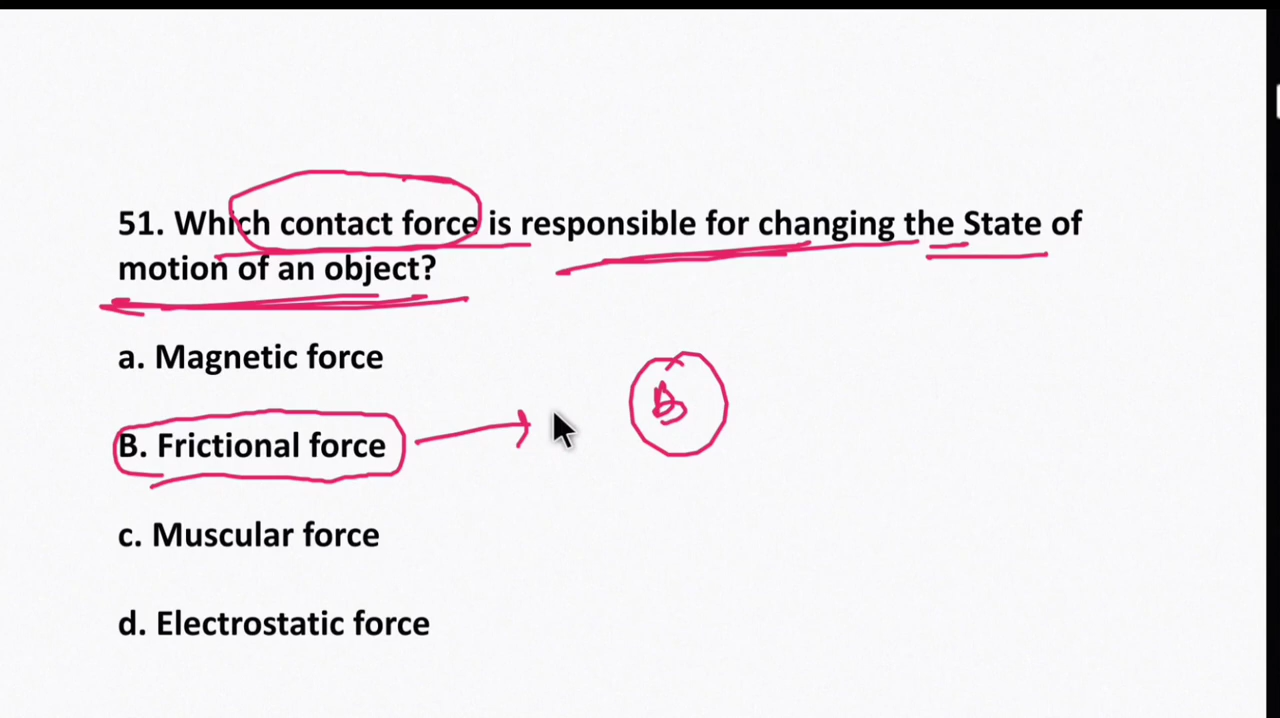 51. Which contact force is responsible for changing the State of
motion of an object?
a. Magnetic force
B. Frictional force
B
c. Muscular force
d. Electrostatic force